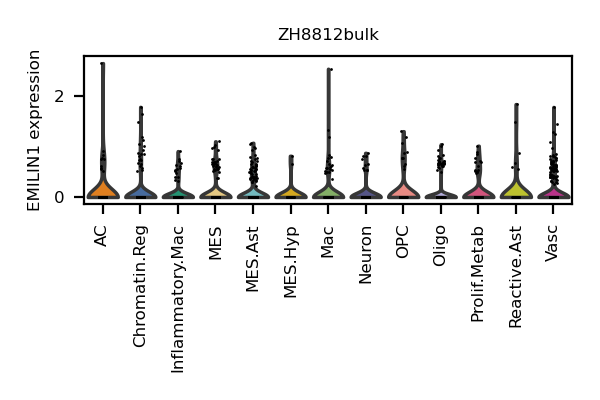 ZH8812bulk
EMILIN1 expression
2
0
AC
Chromatin.Reg
Inflammatory.Mac
MES
MES.Ast
MES.Hyp
Mac
Neuron
OPC
Oligo
Prolif.Metab
Reactive.Ast
Vasc